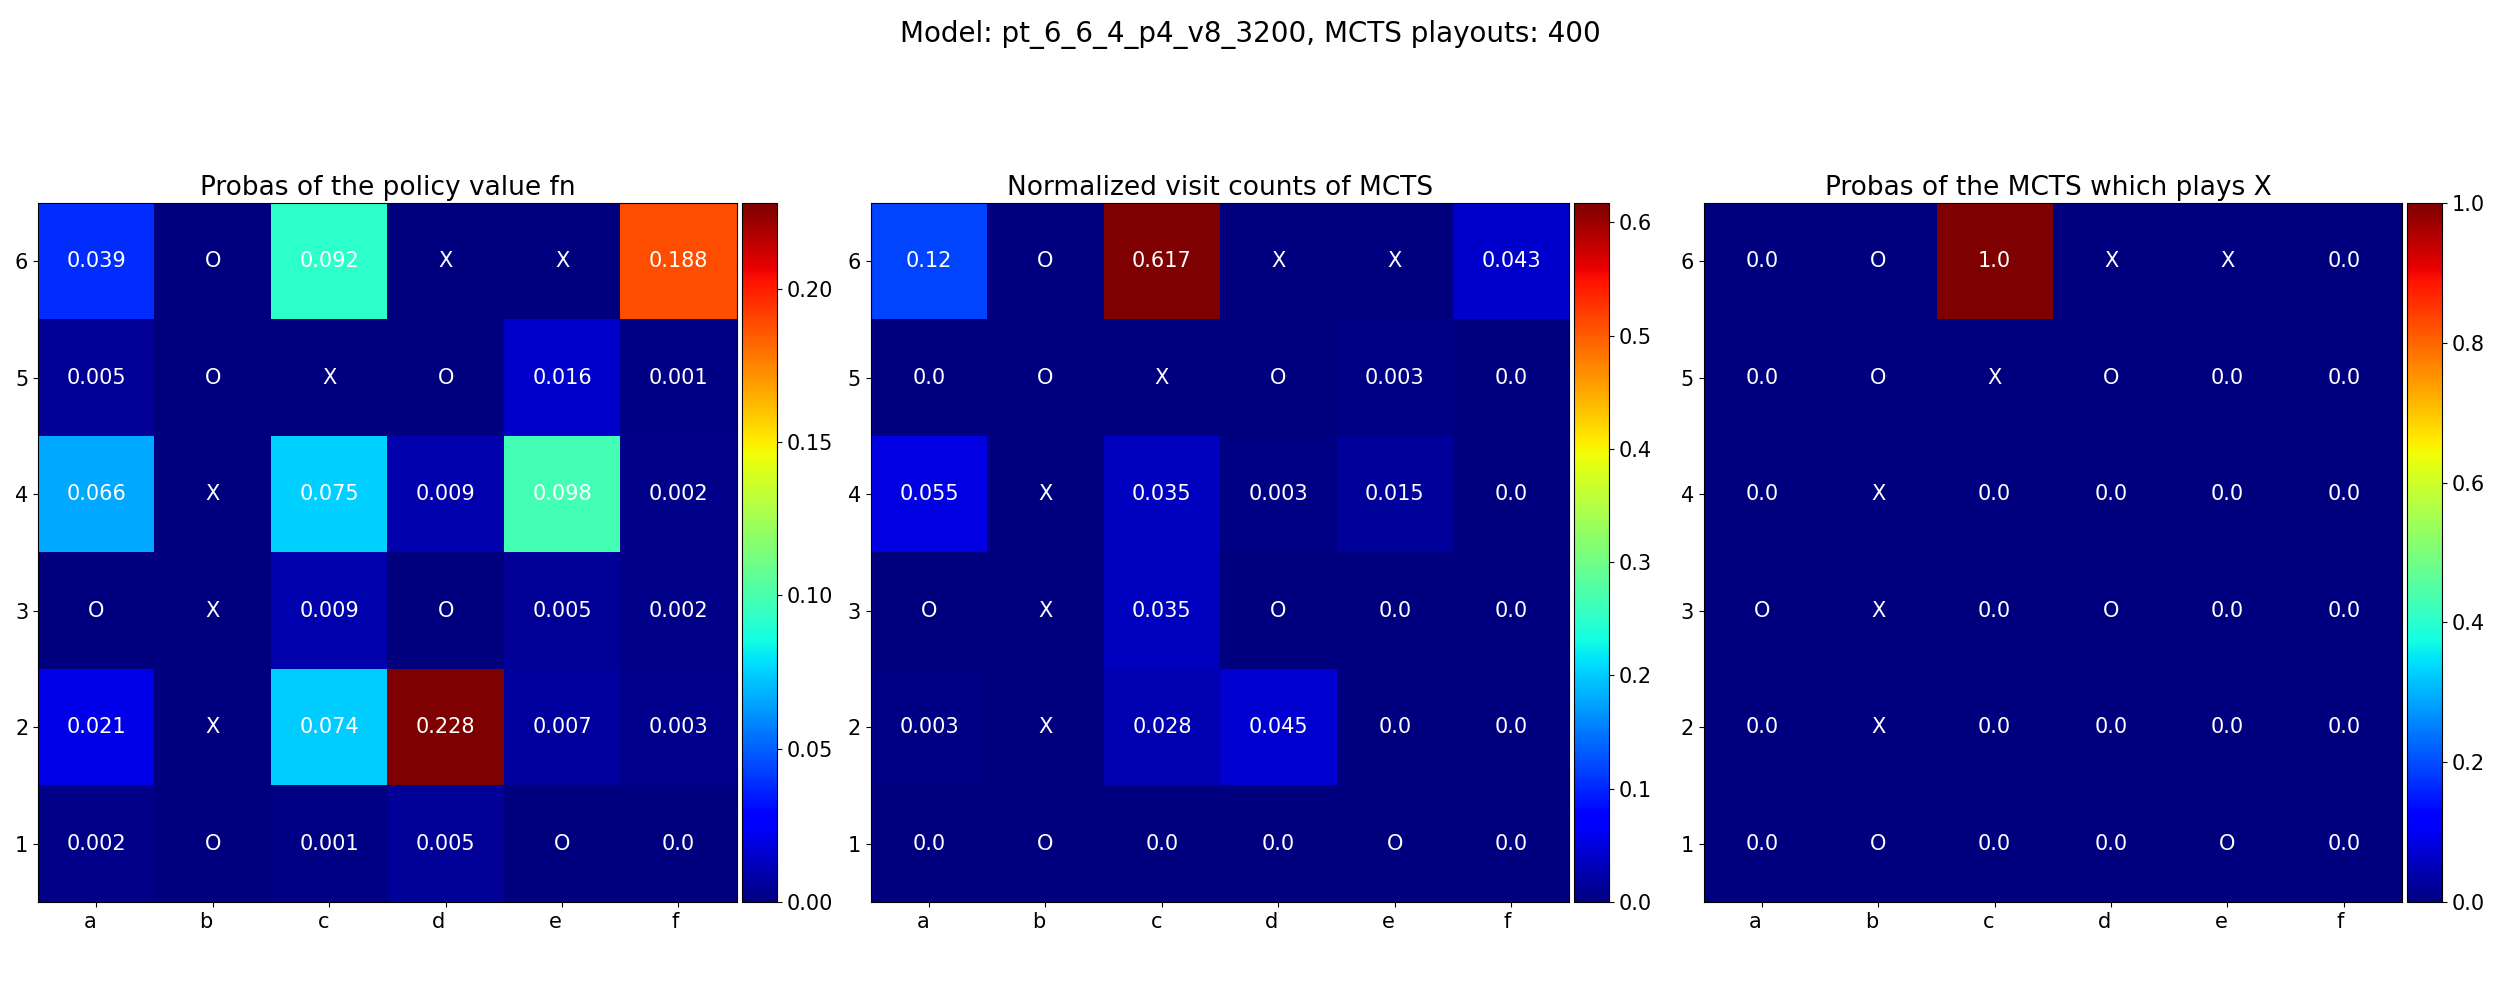 Model: pt_6_6_4_p4_v8_3200, MCTS playouts: 400
Probas of the policy value fn
6 0.039 O 0.092 X X 0.188
5 0.005 O X O 0.016 0.001
4 0.066 X 0.075 0.009 0.098 0.002
3 O X 0.009 O 0.005 0.002
2 0.021 X 0.074 0.228 0.007 0.003
1 0.002 O 0.001 0.005 O 0.0
a b c d e f
0.20
0.15
0.10
0.05
0.00
Normalized visit counts of MCTS
6 0.12 O 0.617 X X 0.043
5 0.0 O X O 0.003 0.0
4 0.055 X 0.035 0.003 0.015 0.0
3 O X 0.035 O 0.0 0.0
2 0.003 X 0.028 0.045 0.0 0.0
1 0.0 O 0.0 0.0 O 0.0
a b c d e f
0.6
0.5
0.4
0.3
0.2
0.1
0.0
Probas of the MCTS which plays X
6 0.0 O 1.0 X X 0.0
5 0.0 O X O 0.0 0.0
4 0.0 X 0.0 0.0 0.0 0.0
3 O X 0.0 O 0.0 0.0
2 0.0 X 0.0 0.0 0.0 0.0
1 0.0 O 0.0 0.0 O 0.0
a b c d e f
1.0
0.8
0.6
0.4
0.2
0.0